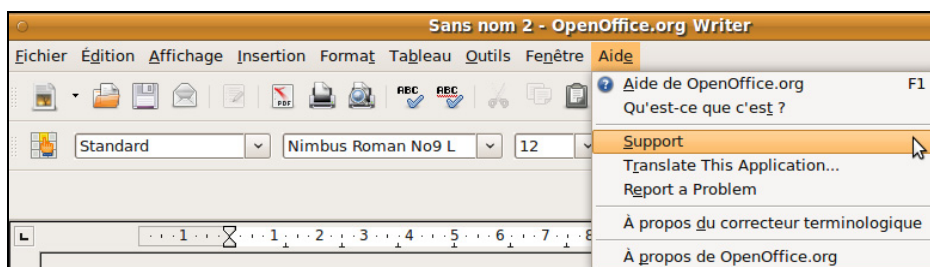 Sans nom 2 - OpenOffice.org Writer
Fichier Édition Affichage Insertion Format Tableau Outils Fenêtre Aide
Aide de OpenOffice.org F1
Qu'est-ce que c'est ?
PDF ABC ABC
Support
Standard Nimbus Roman No9 L 12
Translate This Application...
Report a Problem
À propos du correcteur terminologique
1 1 2 3 4 5 6 7 8
À propos de OpenOffice.org